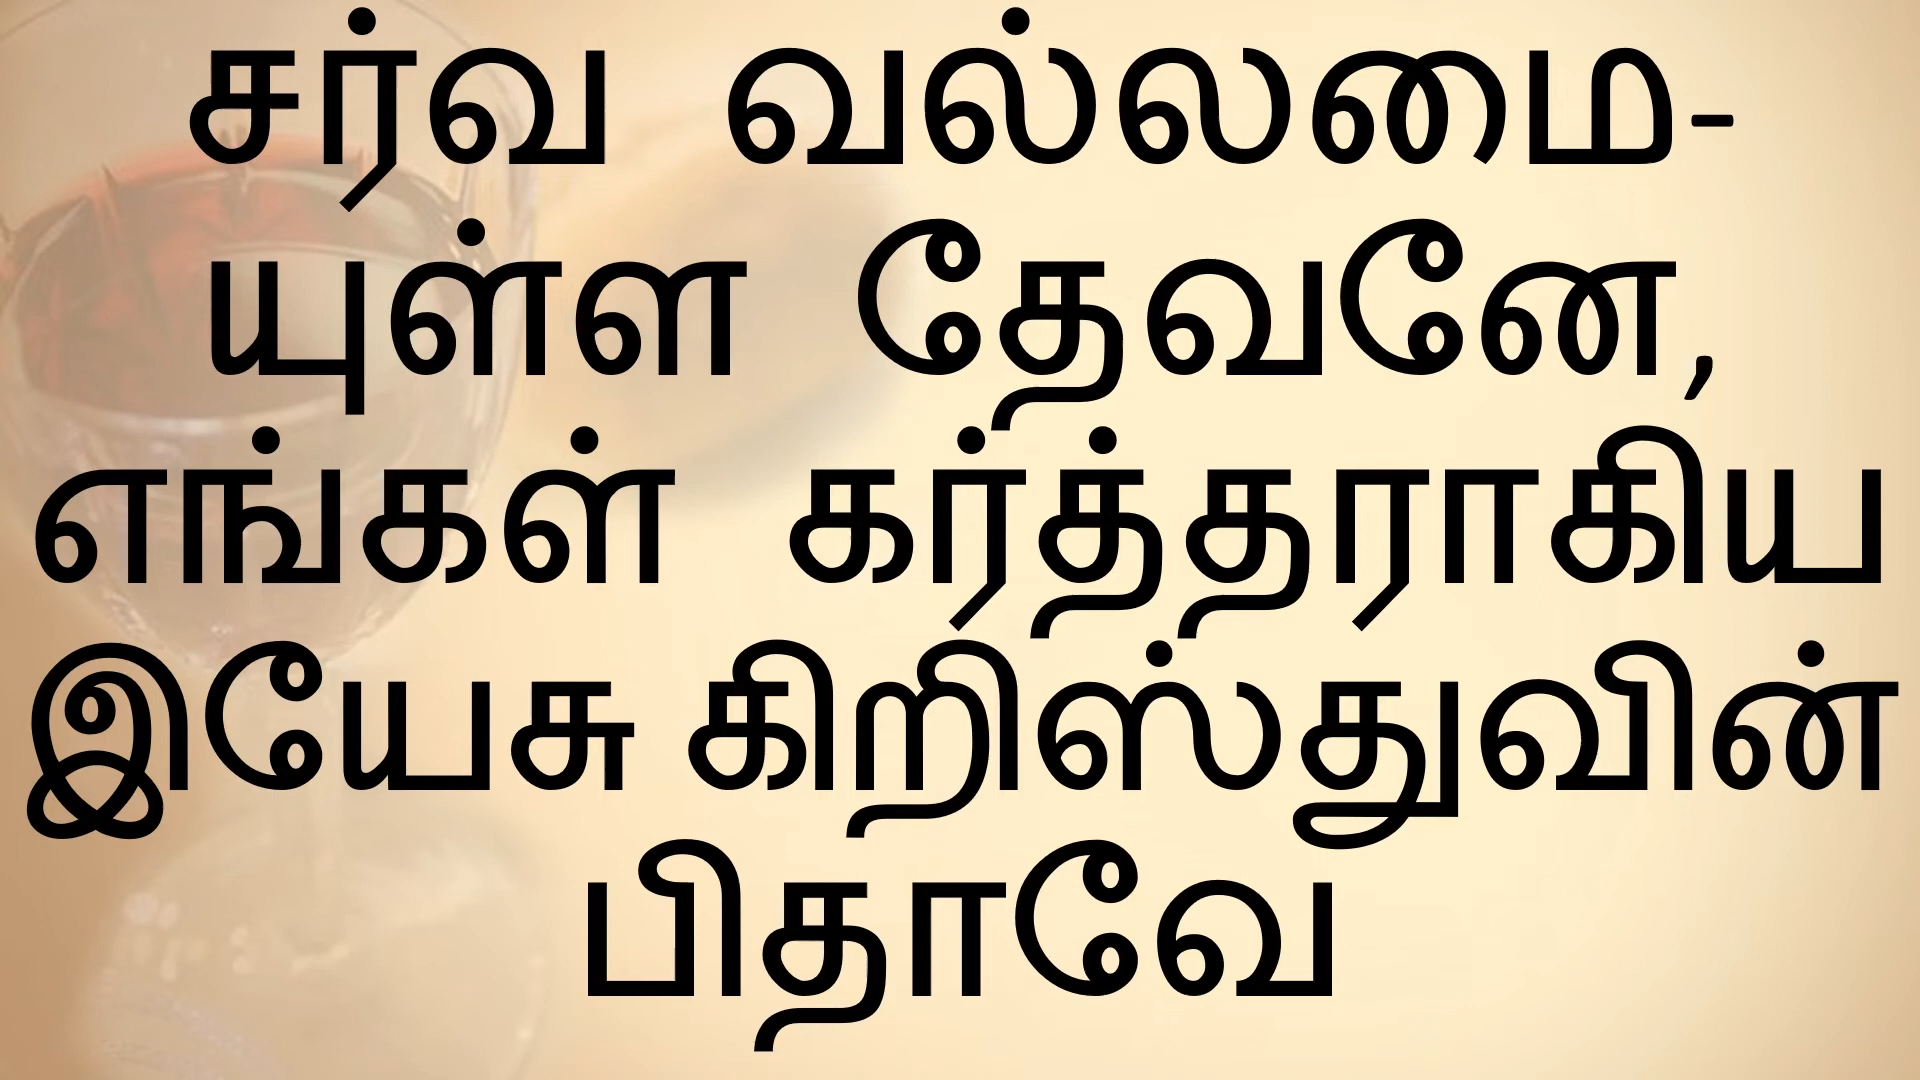 சர்வ வல்லமை-
யுள்ள தேவனே,
எங்கள் கர்த்தராகிய
இயேசு கிறிஸ்துவின்
பிதாவே